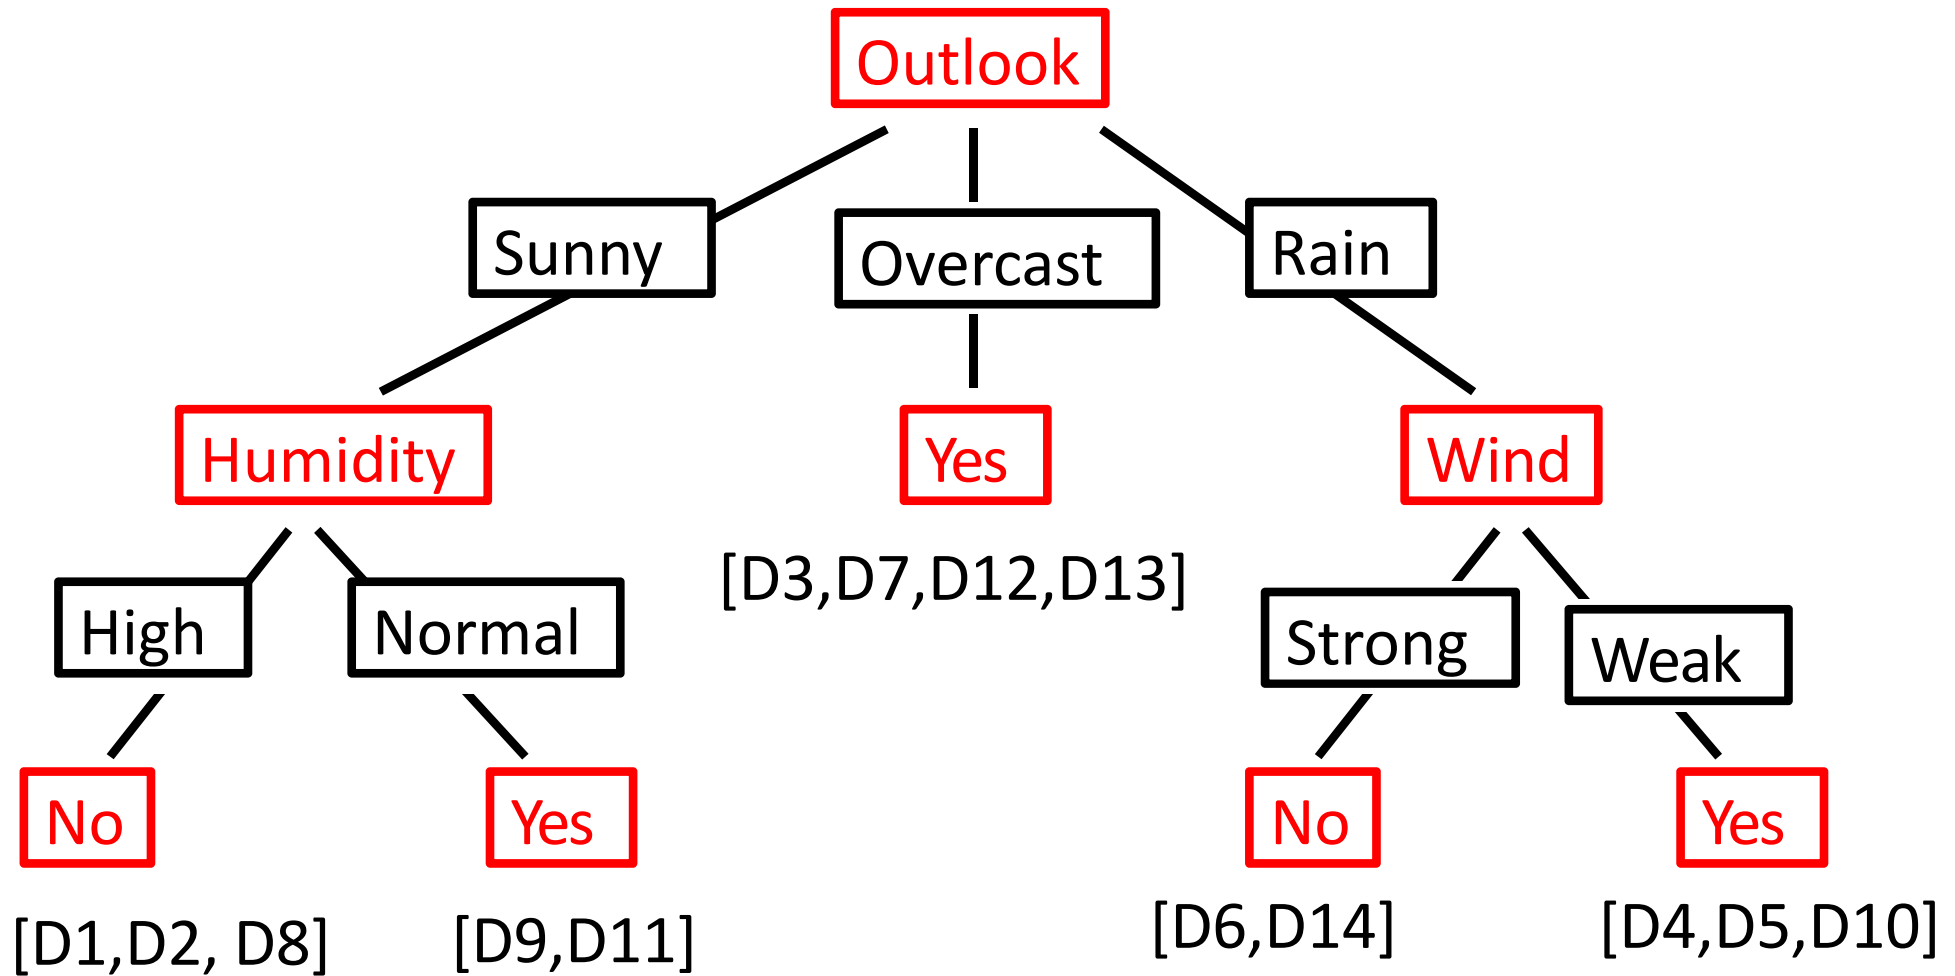 Outlook
Sunny
Overcast
Rain
Humidity
Yes
Wind
[D3,D7,D12,D13]
High
Normal
Strong
Weak
No
Yes
No
Yes
[D1,D2, D8]
[D9,D11]
[D6,D14]
[D4,D5,D10]